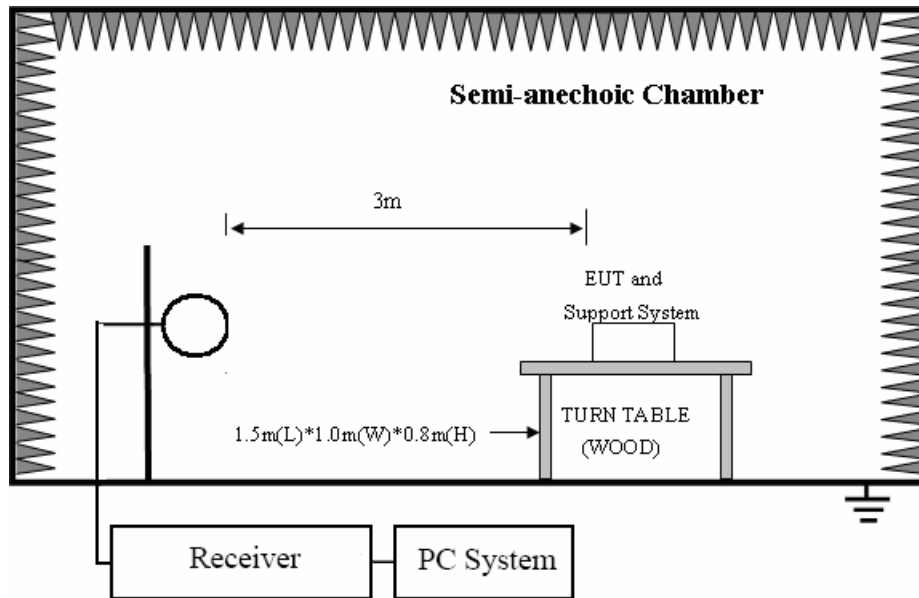 Semi-anechoic Chamber
3m
EUT and
Support System
1.5m(L)*1.0m(W)*0.8m(H)
TURN TABLE
(WOOD)
Receiver
PC System